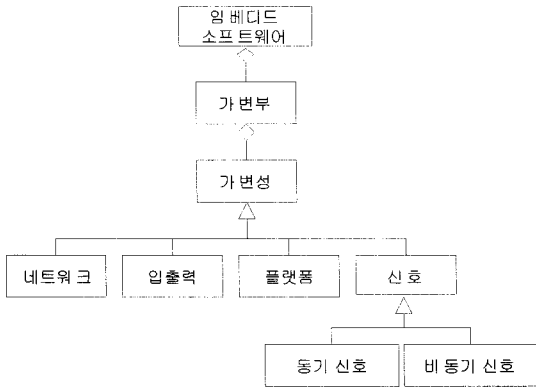 임베디드
소프트웨어
가변부
가변성
네트워크
입출력
플랫폼
신호
동기 신호
비동기 신호